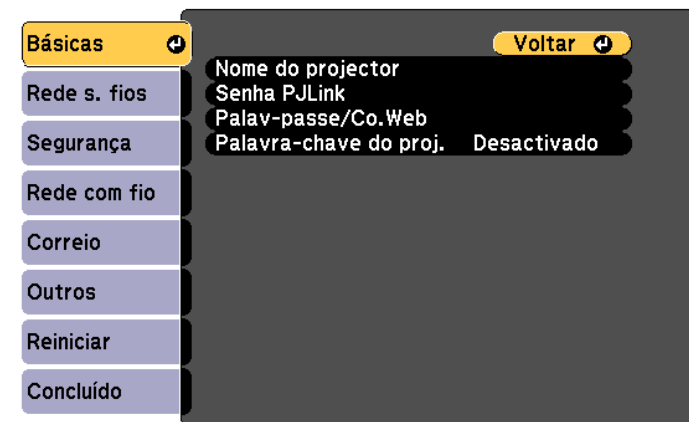 Básicas
Rede s. fios
Segurança
Rede com fio
Correio
Outros
Reiniciar
Concluído
Voltar
Nome do projector
Senha PJLink
Palav-passe/Co.Web
Palavra-chave do proj. Desactivado